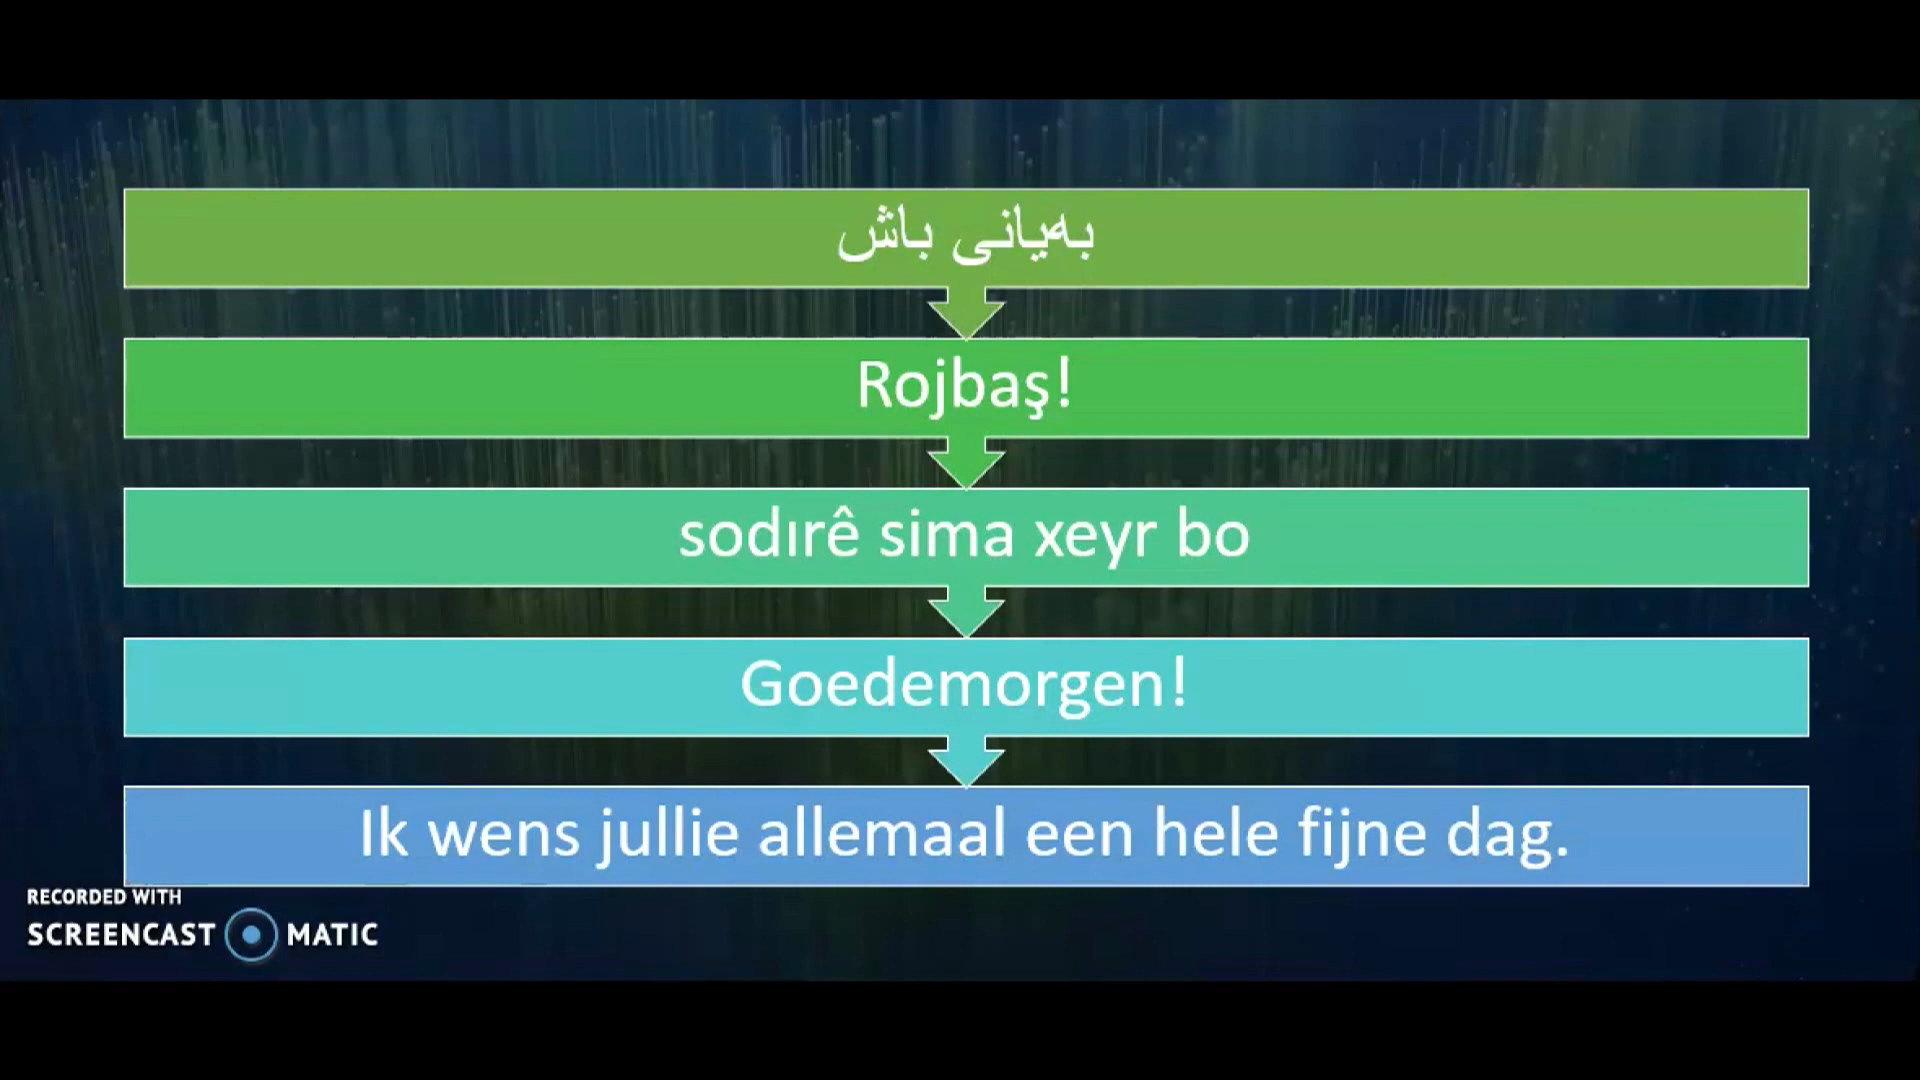 بەیانی باش
Rojbaş!
sodırê sima xeyr bo
Goedemorgen!
Ik wens jullie allemaal een hele fijne dag.
RECORDED WITH
SCREENCAST MATIC